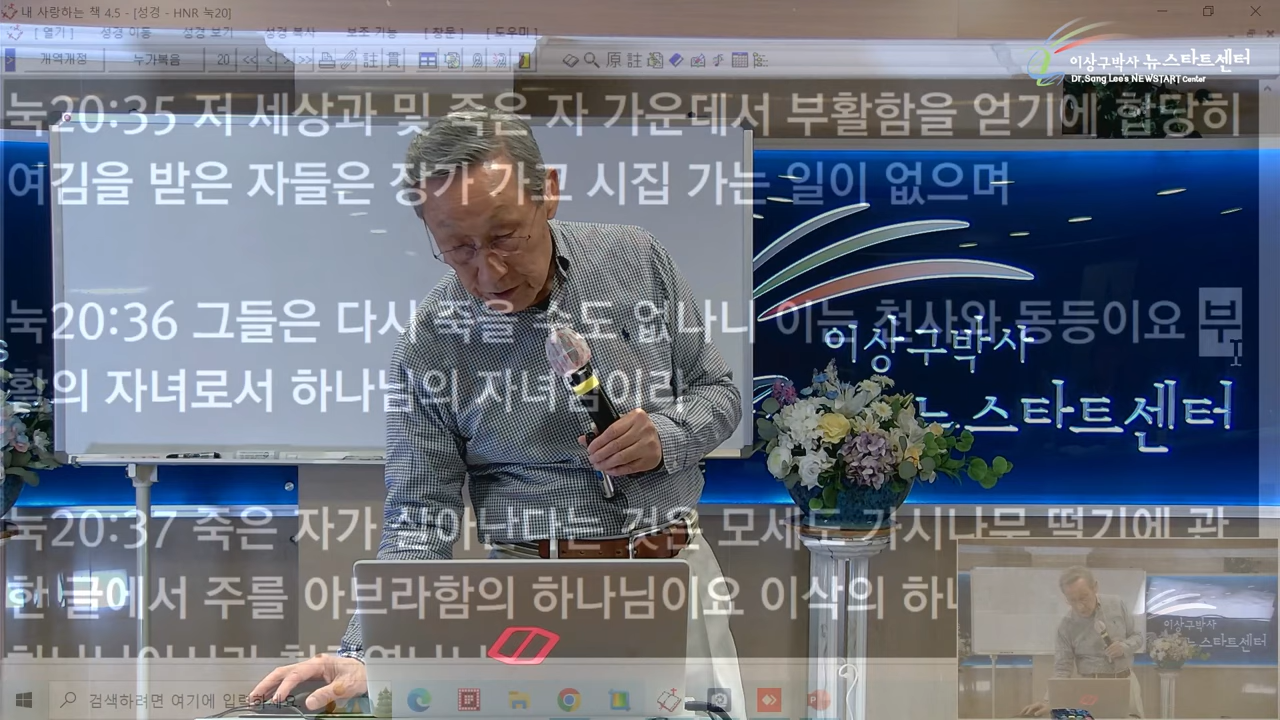 내 사랑하는 책 4.5 - [성경 - HNR 눅20]
[ 열기 ] 성경 이동 성경 보기 성경 복사 보조 기능 [ 창문 ] [ 도우미 ]
개역개정 누가복음 20 << < > >> 原 註
이상구박사 뉴스타트센터
Dr.Sang Lee's NEWSTART Center
눅20:35 저 세상과 및 죽은 자 가운데서 부활함을 얻기에 합당히
여김을 받은 자들은 장가 가고 시집 가는 일이 없으며
눅20:36 그들은 다시 죽을 수도 없나니 이는 천사와 동등이요 부
활의 자녀로서 하나님의 자녀임이라
이상구박사
뉴스타트센터
눅20:37 죽은 자가 살아난다는 것은 모세도 가시나무 떨기에 관
한 글에서 주를 아브라함의 하나님이요 이삭의 하나
이상구박사
뉴스타트센터
검색하려면 여기에 입력하세요.